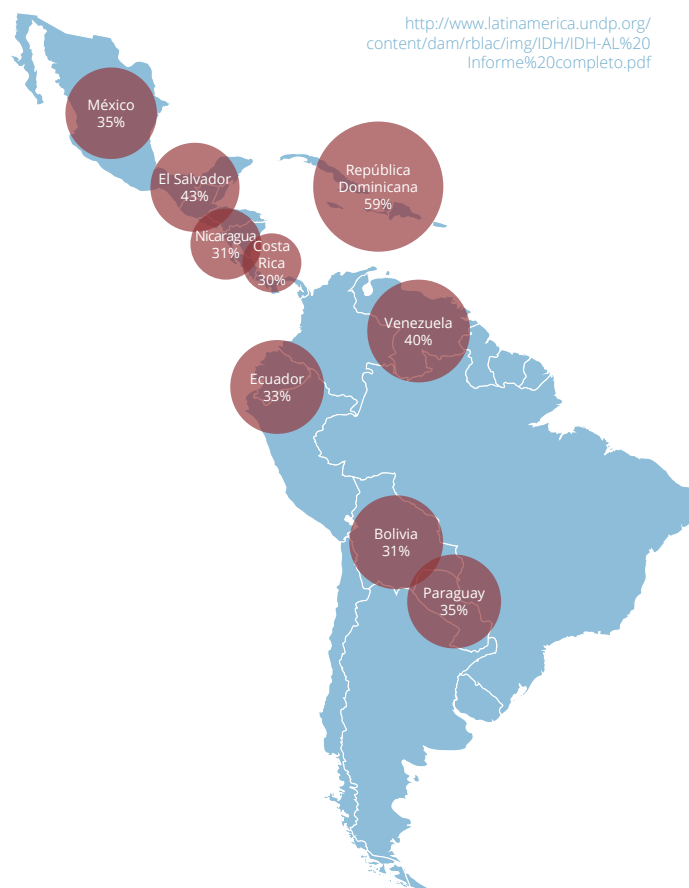 http://www.latinamerica.undp.org/
content/dam/rblac/img/IDH/IDH-AL%20
Informe%20completo.pdf
México
35%
El Salvador
43%
República
Dominicana
59%
Nicaragua
31%
Costa
Rica
30%
Venezuela
40%
Ecuador
33%
Bolivia
31%
Paraguay
35%